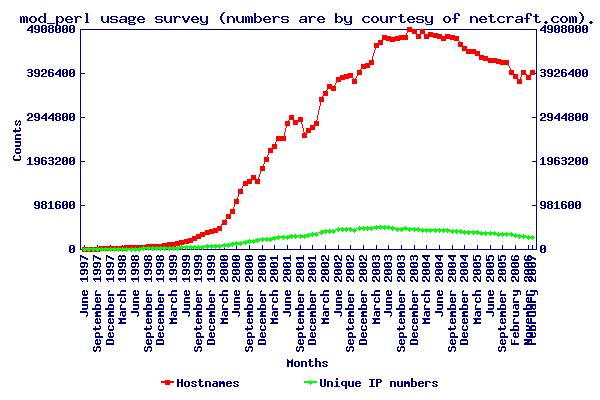 mod_perl usage survey (numbers are by courtesy of netcraft.com).
4908000 4908000
3926400 3926400
2944800 2944800
1963200 1963200
981600 981600
0 0
Counts
June 1997
September 1997
December 1997
March 1998
June 1998
September 1998
December 1998
March 1999
June 1999
September 1999
December 1999
March 2000
June 2000
September 2000
December 2000
March 2001
June 2001
September 2001
December 2001
March 2002
June 2002
September 2002
December 2002
March 2003
June 2003
September 2003
December 2003
March 2004
June 2004
September 2004
December 2004
March 2005
June 2005
September 2005
February 2006
November 2006
February 2007
Months
Hostnames Unique IP numbers